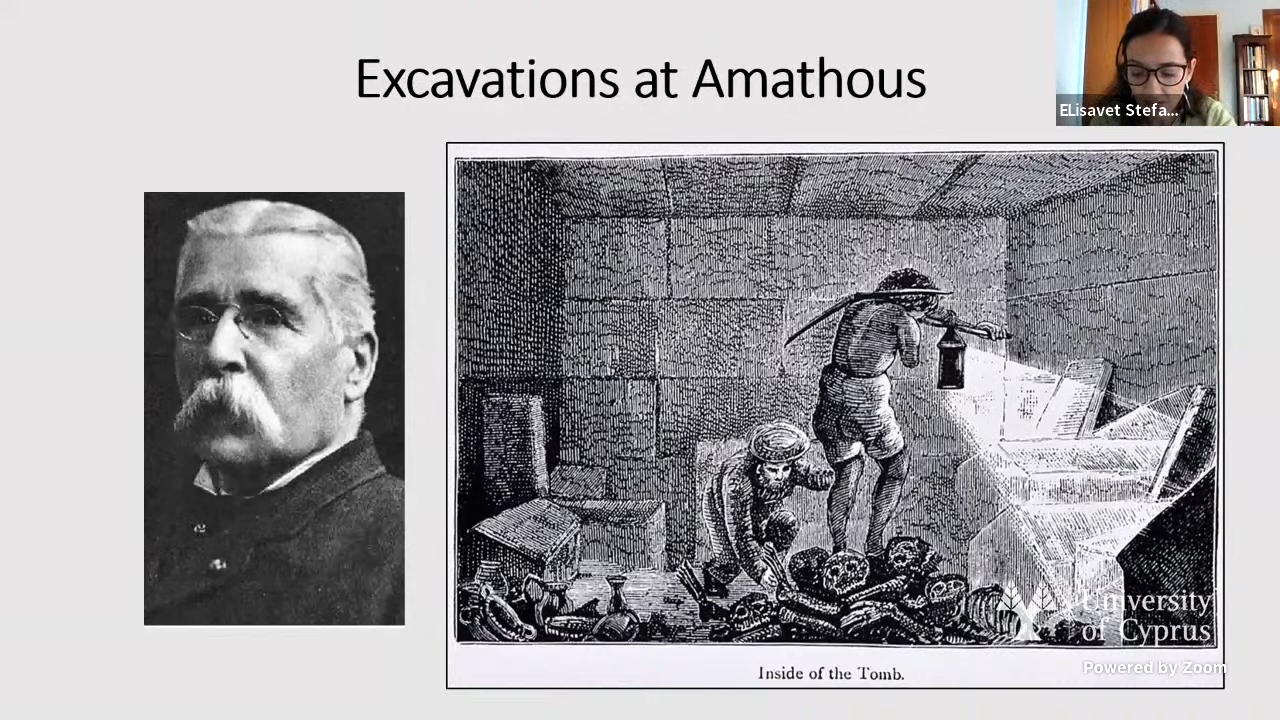 Excavations at Amathous
ELisavet Stefa...
University
of Cyprus
Powered by Zoom
Inside of the Tomb.